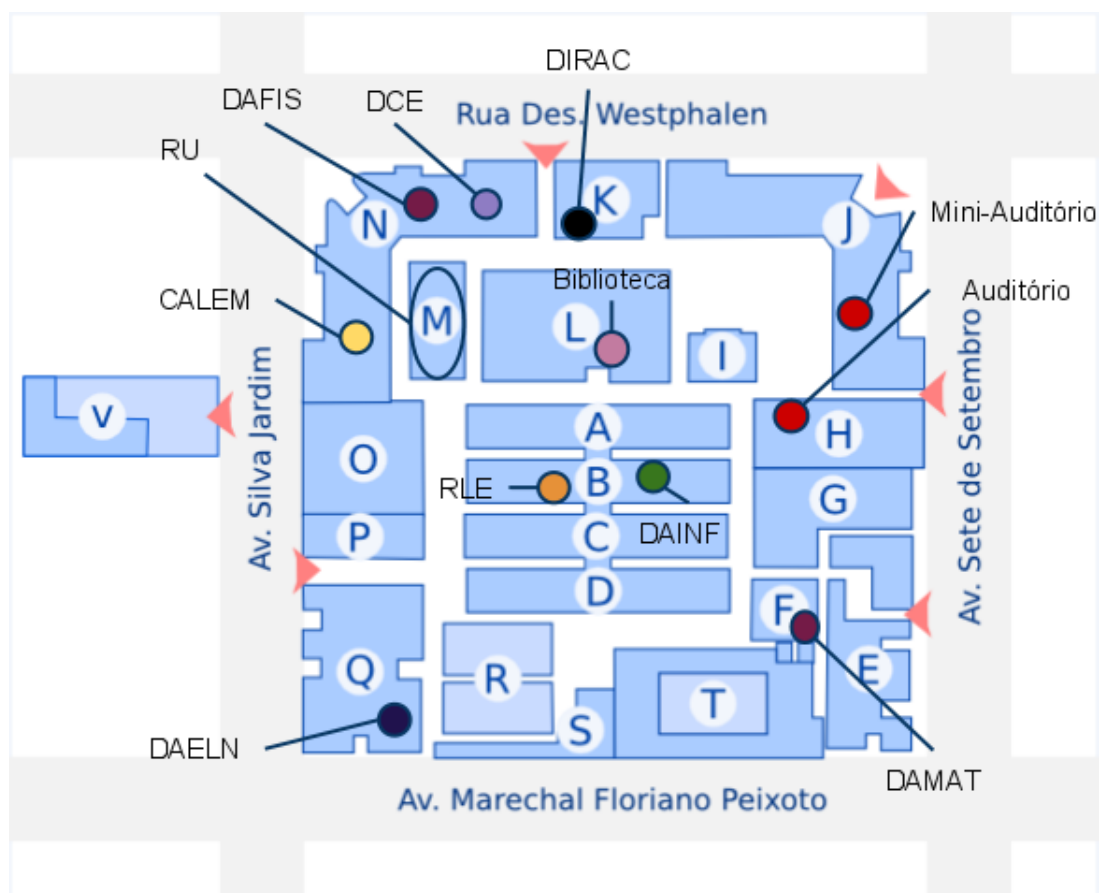 DIRAC
DAFIS
DCE
Rua Des. Westphalen
RU
K
N
J
Mini-Auditório
CALEM
Biblioteca
Auditório
M
L
I
V
A
H
O
B
RLE
G
P
C
DAINF
Av. Silva Jardim
Av. Sete de Setembro
D
F
Q
R
E
T
S
DAELN
DAMAT
Av. Marechal Floriano Peixoto